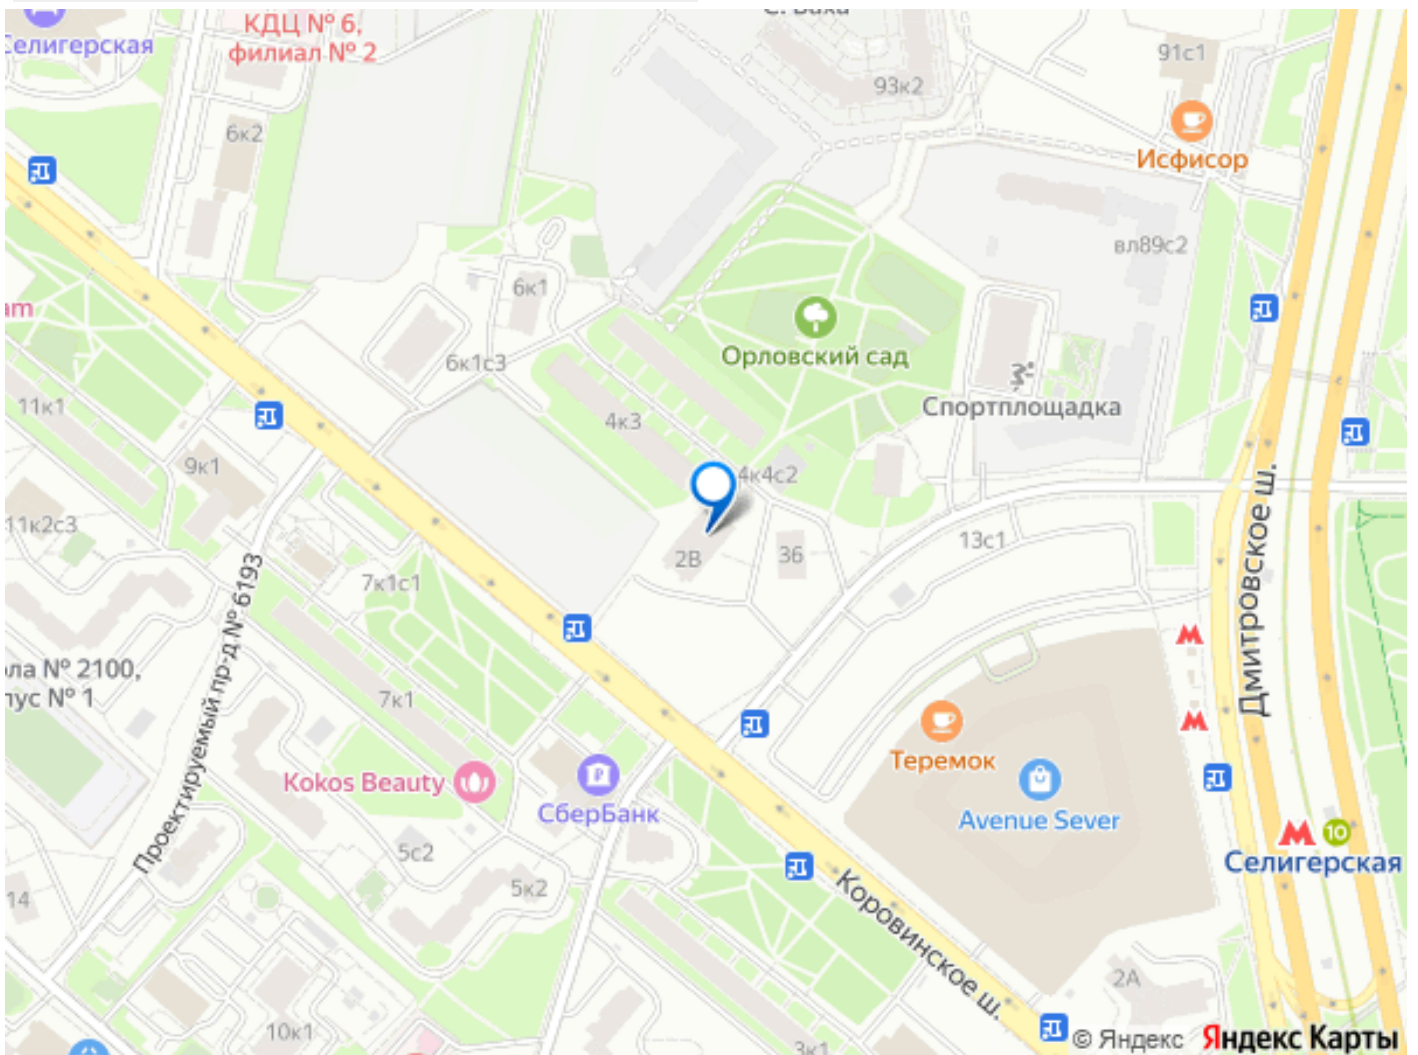 С. Ваха
КДЦ № 6,
филиал № 2
Селигерская
91с1
93к2
6к2
Исфисор
вл89с2
6к1
Орловский сад
6к1с3
11к1
4к3
Спортплощадка
9к1
4к4с2
11к2с3
13с1
2В
36
7к1с1
Дмитровское ш.
Проектируемый пр-д № 6193
ла № 2100,
пус № 1
7к1
Теремок
Kokos Beauty
СберБанк
Avenue Sever
10
Селигерская
5с2
5к2
14
Коровинское ш.
2А
10к1
3к1
© Яндекс Яндекс Карты